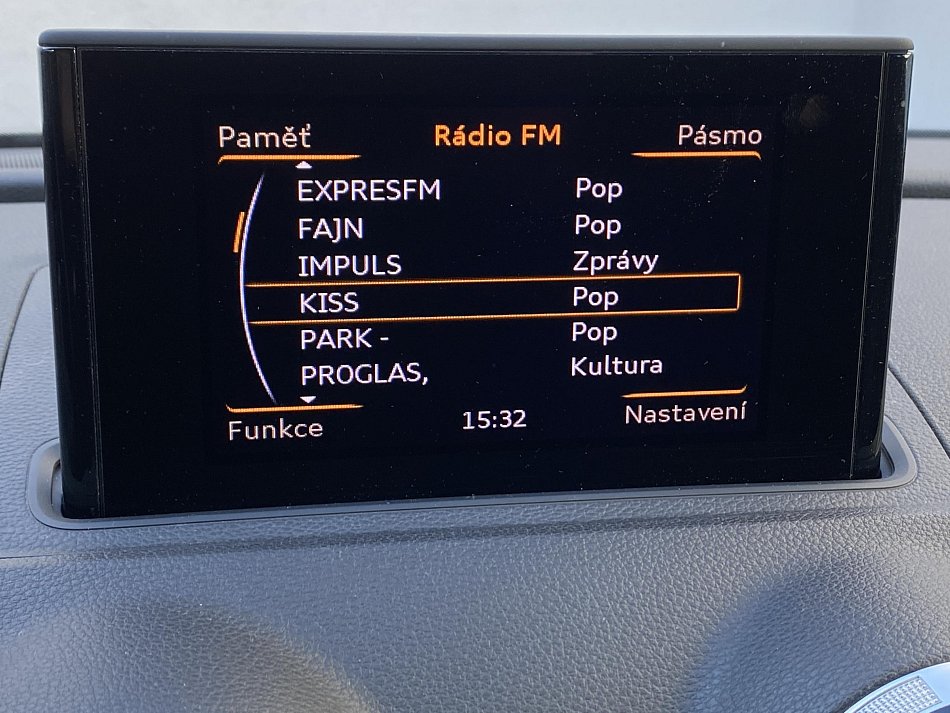 Paměť Rádio FM Pásmo
EXPRESFM Pop
FAJN Pop
IMPULS Zprávy
KISS Pop
PARK - Pop
PROGLAS, Kultura
Funkce 15:32 Nastavení